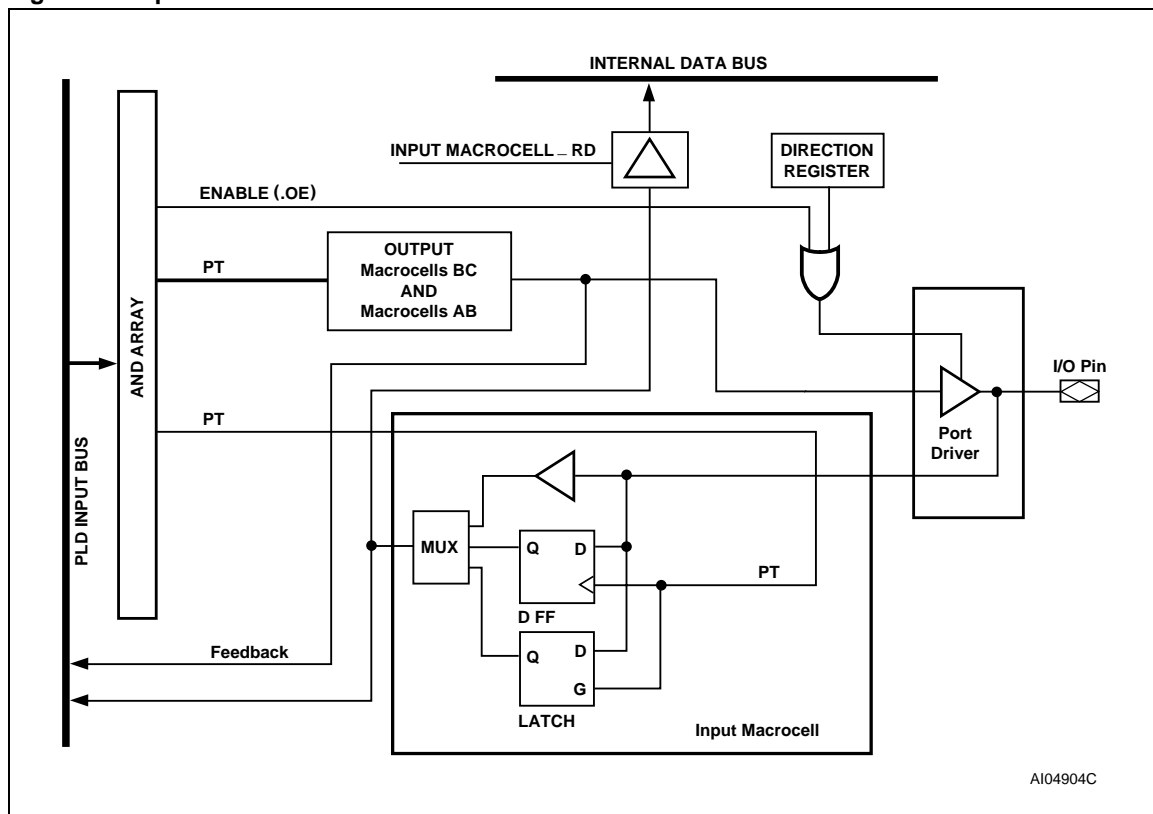 INTERNAL DATA BUS
INPUT MACROCELL _ RD
DIRECTION
REGISTER
ENABLE (.OE)
PT
OUTPUT
Macrocells BC
AND
Macrocells AB
AND ARRAY
PLD INPUT BUS
I/O Pin
Port
Driver
PT
MUX
Q
D
PT
D FF
Q
D
G
LATCH
Feedback
Input Macrocell
AI04904C